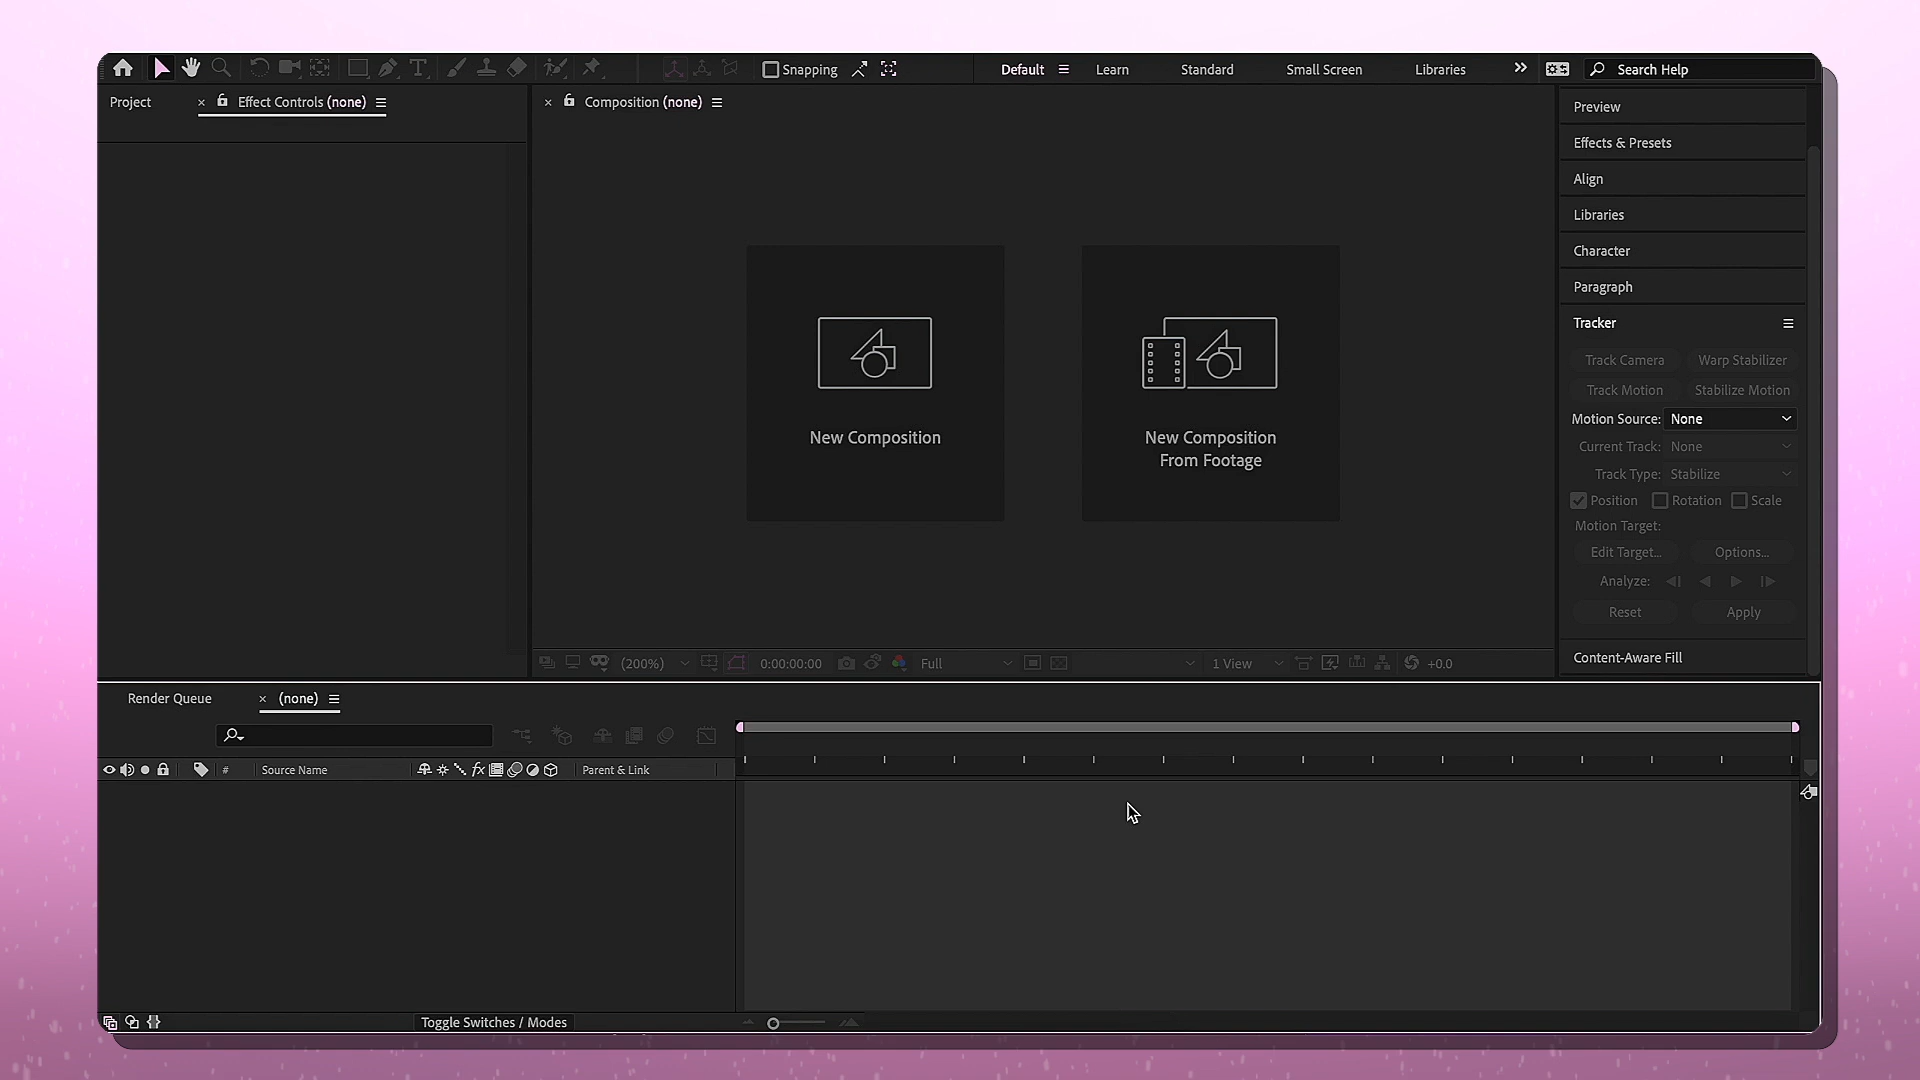 Snapping
Default
Learn
Standard
Small Screen
Libraries
Search Help
Project
Effect Controls (none)
Composition (none)
New Composition
New Composition
From Footage
Preview
Effects & Presets
Align
Libraries
Character
Paragraph
Tracker
Track Camera
Warp Stabilizer
Track Motion
Stabilize Motion
Motion Source: None
Current Track: None
Track Type: Stabilize
Position
Rotation
Scale
Motion Target:
Edit Target...
Options...
Analyze:
Reset
Apply
Content-Aware Fill
(200%)
0:00:00:00
Full
1 View
+0.0
Render Queue
(none)
#
Source Name
fx
Parent & Link
Toggle Switches / Modes